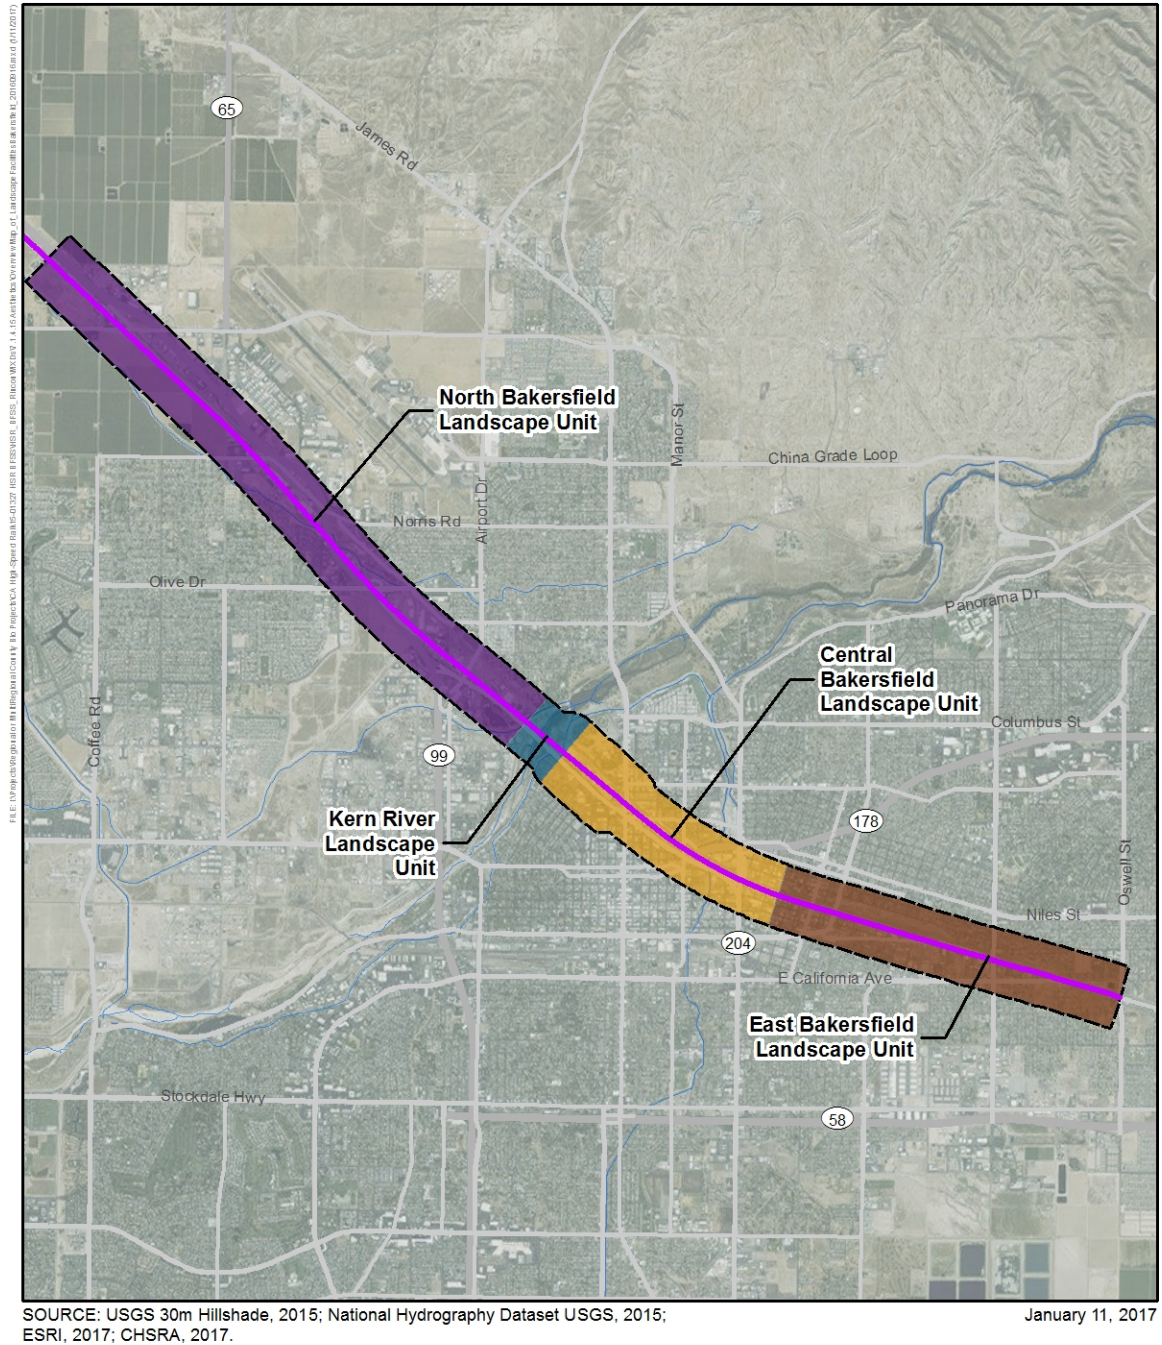 65
James Rd
North Bakersfield
Landscape Unit
Manor St
China Grade Loop
Airport Dr
Norris Rd
Olive Dr
Panorama Dr
Central
Bakersfield
Landscape Unit
Coffee Rd
Columbus St
99
Kern River
Landscape
Unit
178
Oswell St
Niles St
204
E California Ave
East Bakersfield
Landscape Unit
Stockdale Hwy
58
SOURCE: USGS 30m Hillshade, 2015; National Hydrography Dataset USGS, 2015;
ESRI, 2017; CHSRA, 2017.
January 11, 2017